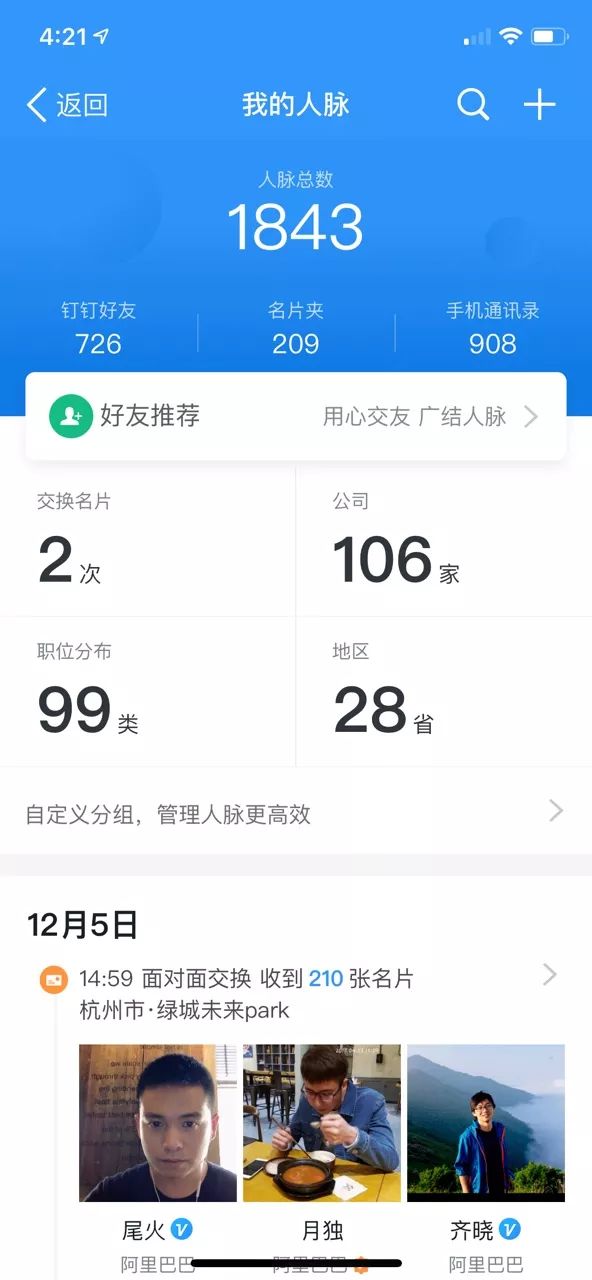 4:21
返回 我的人脉
人脉总数
1843
钉钉好友 名片夹 手机通讯录
726 209 908
好友推荐 用心交友 广结人脉
交换名片 公司
2次 106家
职位分布 地区
99类 28省
自定义分组，管理人脉更高效
12月5日
14:59 面对面交换 收到 210 张名片
杭州市·绿城未来park
尾火 月独 齐晓
阿里巴巴 阿里巴巴 阿里巴巴